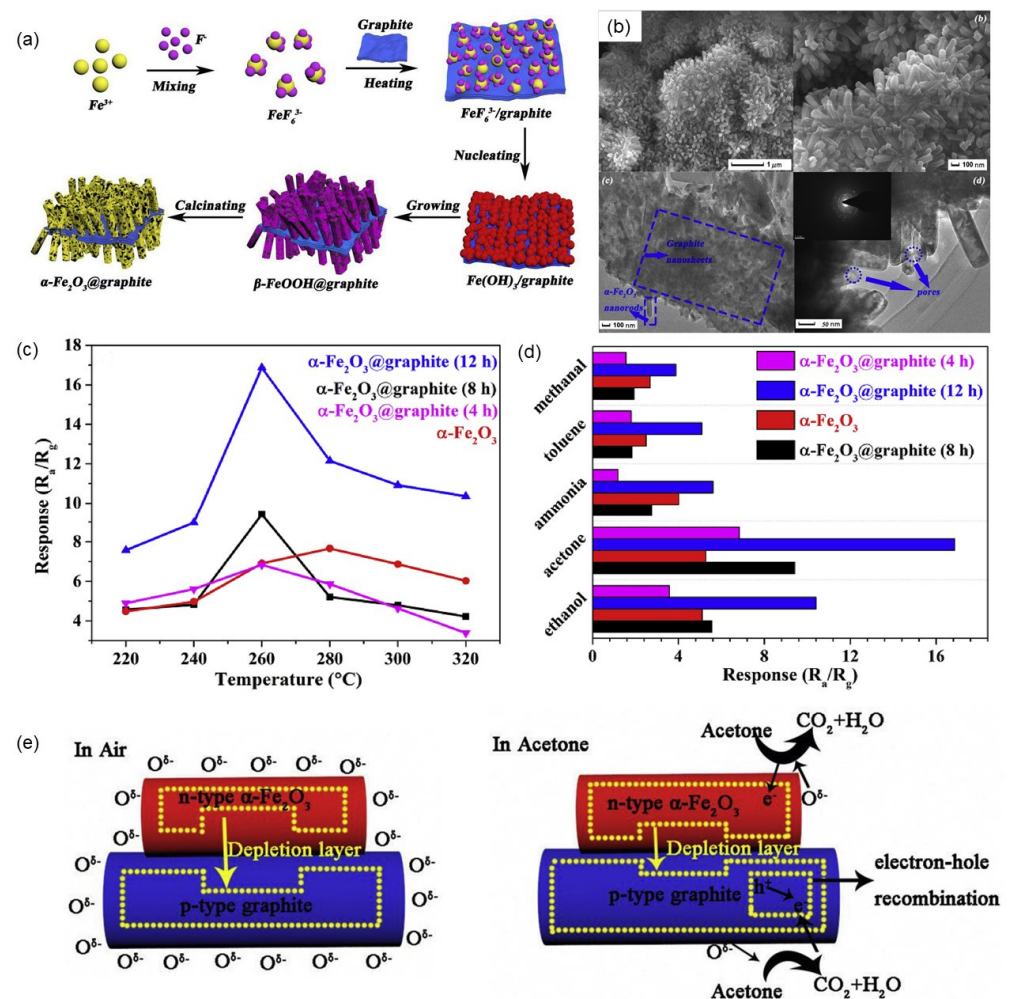 (a)
Fe³⁺
F⁻
Mixing
FeF₆³⁻
Graphite
Heating
FeF₆³⁻/graphite
Nucleating
Fe(OH)₃/graphite
Growing
β-FeOOH@graphite
Calcinating
α-Fe₂O₃@graphite
(b)
1 μm
(b)
100 nm
(c)
Graphite
nanosheets
α-Fe₂O₃
nanorods
100 nm
(d)
pores
50 nm
(c)
18
16
14
12
10
8
6
4
Response (Rₐ/R_g)
220 240 260 280 300 320
Temperature (°C)
α-Fe₂O₃@graphite (12 h)
α-Fe₂O₃@graphite (8 h)
α-Fe₂O₃@graphite (4 h)
α-Fe₂O₃
(d)
methanal
toluene
ammonia
acetone
ethanol
α-Fe₂O₃@graphite (4 h)
α-Fe₂O₃@graphite (12 h)
α-Fe₂O₃
α-Fe₂O₃@graphite (8 h)
0 4 8 12 16
Response (Rₐ/R_g)
(e)
In Air
O^δ- O^δ- O^δ- O^δ- O^δ-
O^δ- O^δ-
n-type α-Fe₂O₃
O^δ- O^δ-
Depletion layer
O^δ- O^δ-
O^δ- O^δ-
p-type graphite
O^δ- O^δ-
O^δ- O^δ- O^δ- O^δ- O^δ- O^δ-
In Acetone
Acetone
CO₂+H₂O
n-type α-Fe₂O₃
e⁻
O^δ-
Depletion layer
p-type graphite
h⁺
e
electron-hole
recombination
O^δ-
Acetone
CO₂+H₂O